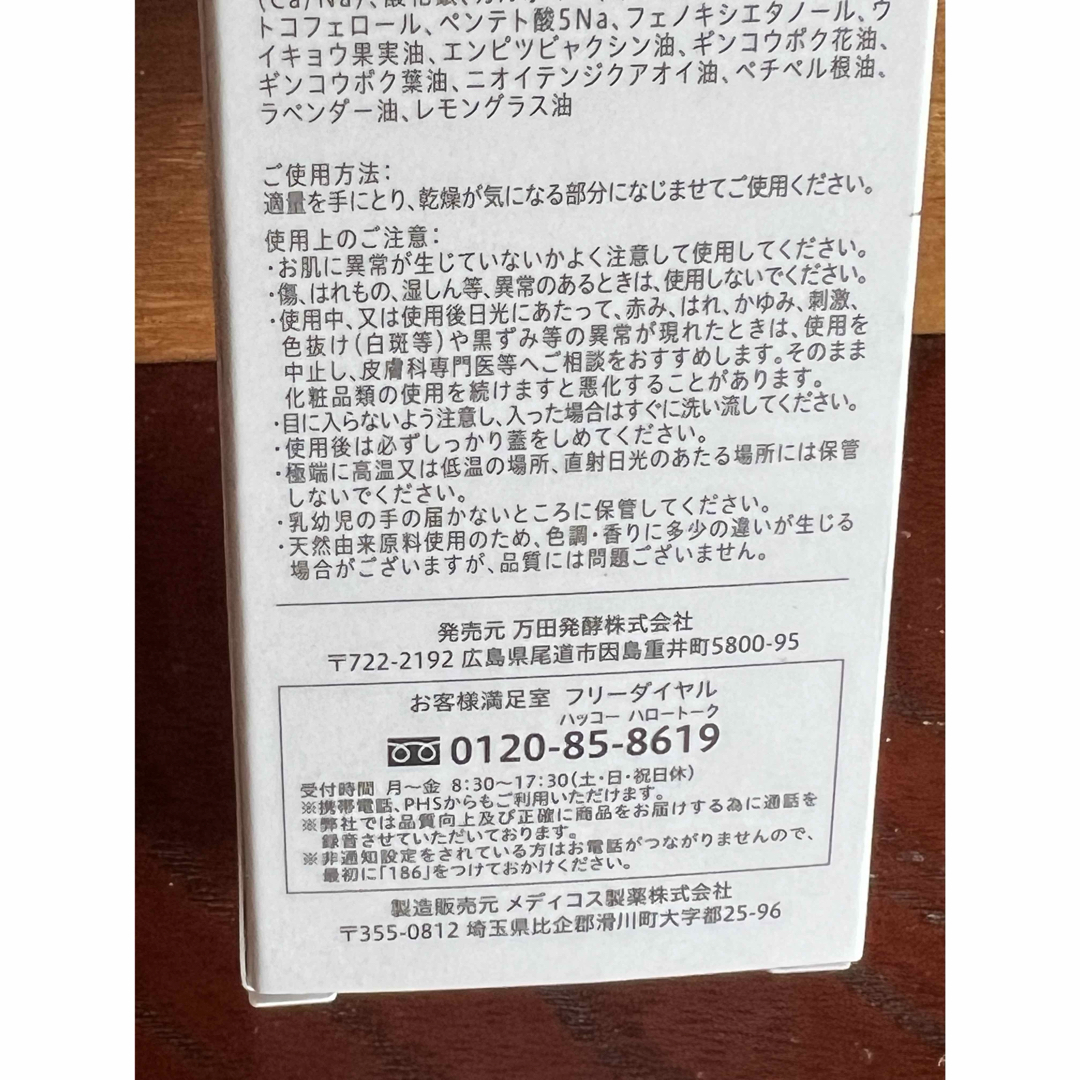 (Ca/Na)、酸化銀、
トコフェロール、ペンテト酸5Na、フェノキシエタノール、ウ
イキョウ果実油、エンピツビャクシン油、ギンコウボク花油、
ギンコウボク葉油、ニオイテンジクアオイ油、ベチベル根油、
ラベンダー油、レモングラス油
ご使用方法：
適量を手にとり、乾燥が気になる部分になじませてご使用ください。
使用上のご注意：
・お肌に異常が生じていないかよく注意して使用してください。
・傷、はれもの、湿しん等、異常のあるときは、使用しないでください。
・使用中、又は使用後日光にあたって、赤み、はれ、かゆみ、刺激、
色抜け(白斑等)や黒ずみ等の異常が現れたときは、使用を
中止し、皮膚科専門医等へご相談をおすすめします。そのまま
化粧品類の使用を続けますと悪化することがあります。
・目に入らないよう注意し、入った場合はすぐに洗い流してください。
・使用後は必ずしっかり蓋をしめてください。
・極端に高温又は低温の場所、直射日光のあたる場所には保管
しないでください。
・乳幼児の手の届かないところに保管してください。
・天然由来原料使用のため、色調・香りに多少の違いが生じる
場合がございますが、品質には問題ございません。
発売元 万田発酵株式会社
〒722-2192 広島県尾道市因島重井町5800-95
お客様満足室 フリーダイヤル
ハッコー ハロートーク
0120-85-8619
受付時間 月～金 8:30～17:30(土・日・祝日休)
※携帯電話、PHSからもご利用いただけます。
※弊社では品質向上及び正確に商品をお届けする為に通話を
録音させていただいております。
※非通知設定をされている方はお電話がつながりませんので、
最初に「186」をつけておかけください。
製造販売元 メディコス製薬株式会社
〒355-0812 埼玉県比企郡滑川町大字都25-96